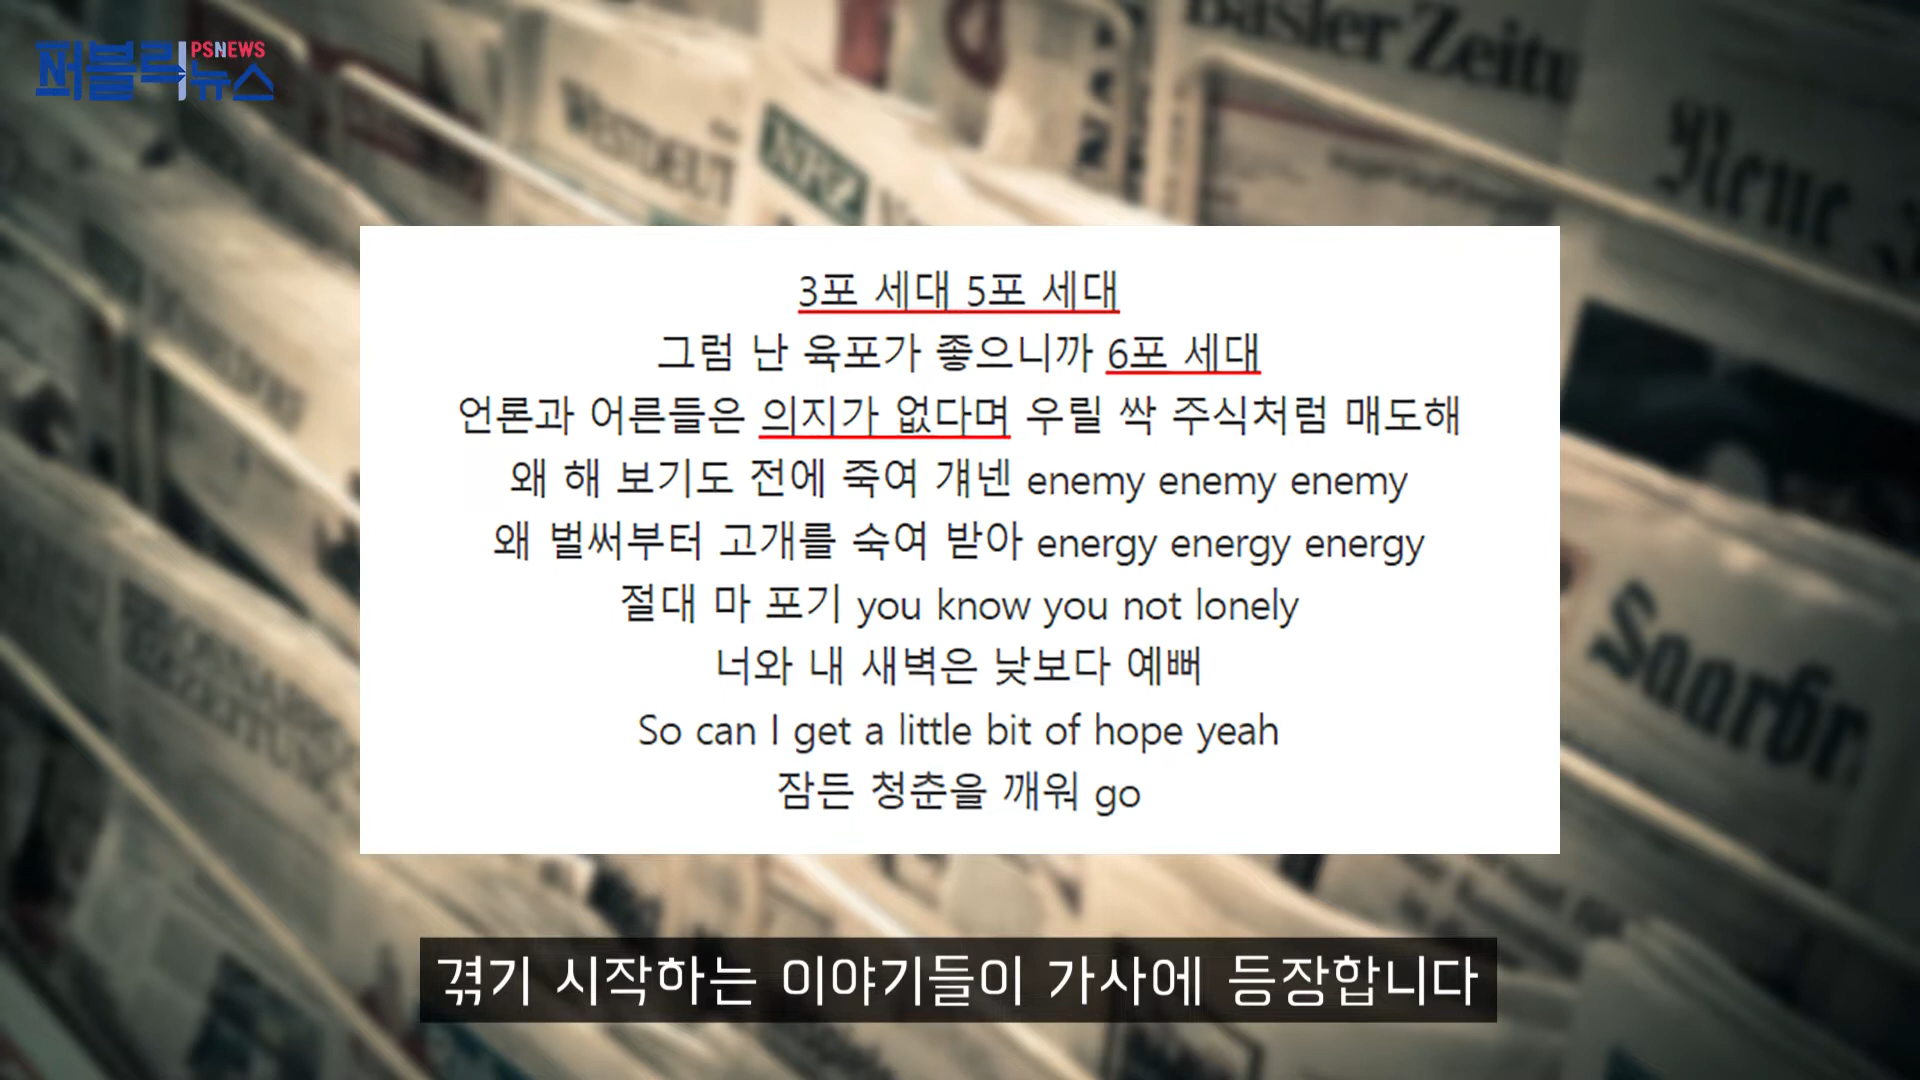 퍼블릭뉴스 PSNEWS
Basler Zeitu
WESTDEUT
NRZ
Neue
3포 세대 5포 세대
그럼 난 육포가 좋으니까 6포 세대
언론과 어른들은 의지가 없다며 우릴 싹 주식처럼 매도해
왜 해 보기도 전에 죽여 걔넨 enemy enemy enemy
왜 벌써부터 고개를 숙여 받아 energy energy energy
절대 마 포기 you know you not lonely
너와 내 새벽은 낮보다 예뻐
So can I get a little bit of hope yeah
잠든 청춘을 깨워 go
Saarbr
겪기 시작하는 이야기들이 가사에 등장합니다